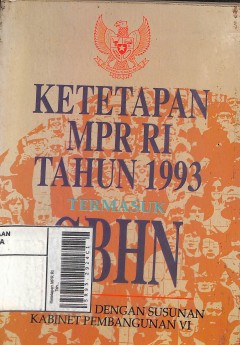 KETETAPAN
MPR RI
TAHUN 1993
TERMASUK
GBHN
DENGAN SUSUNAN
KABINET PEMBANGUNAN VI